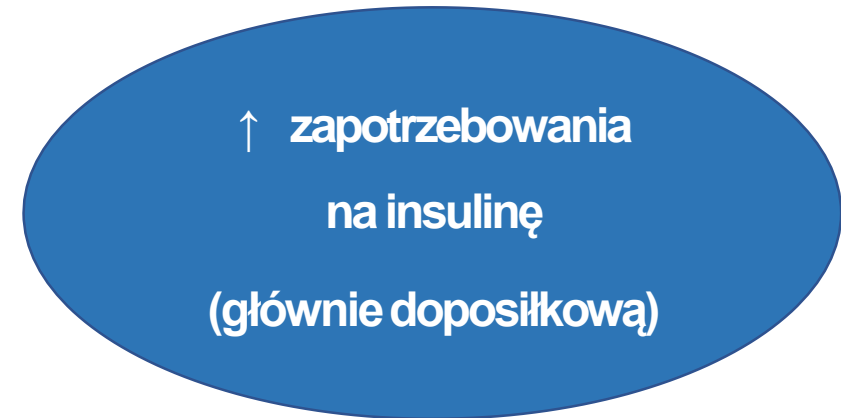 ↑ zapotrzebowania
na insulinę
(głównie doposiłkową)